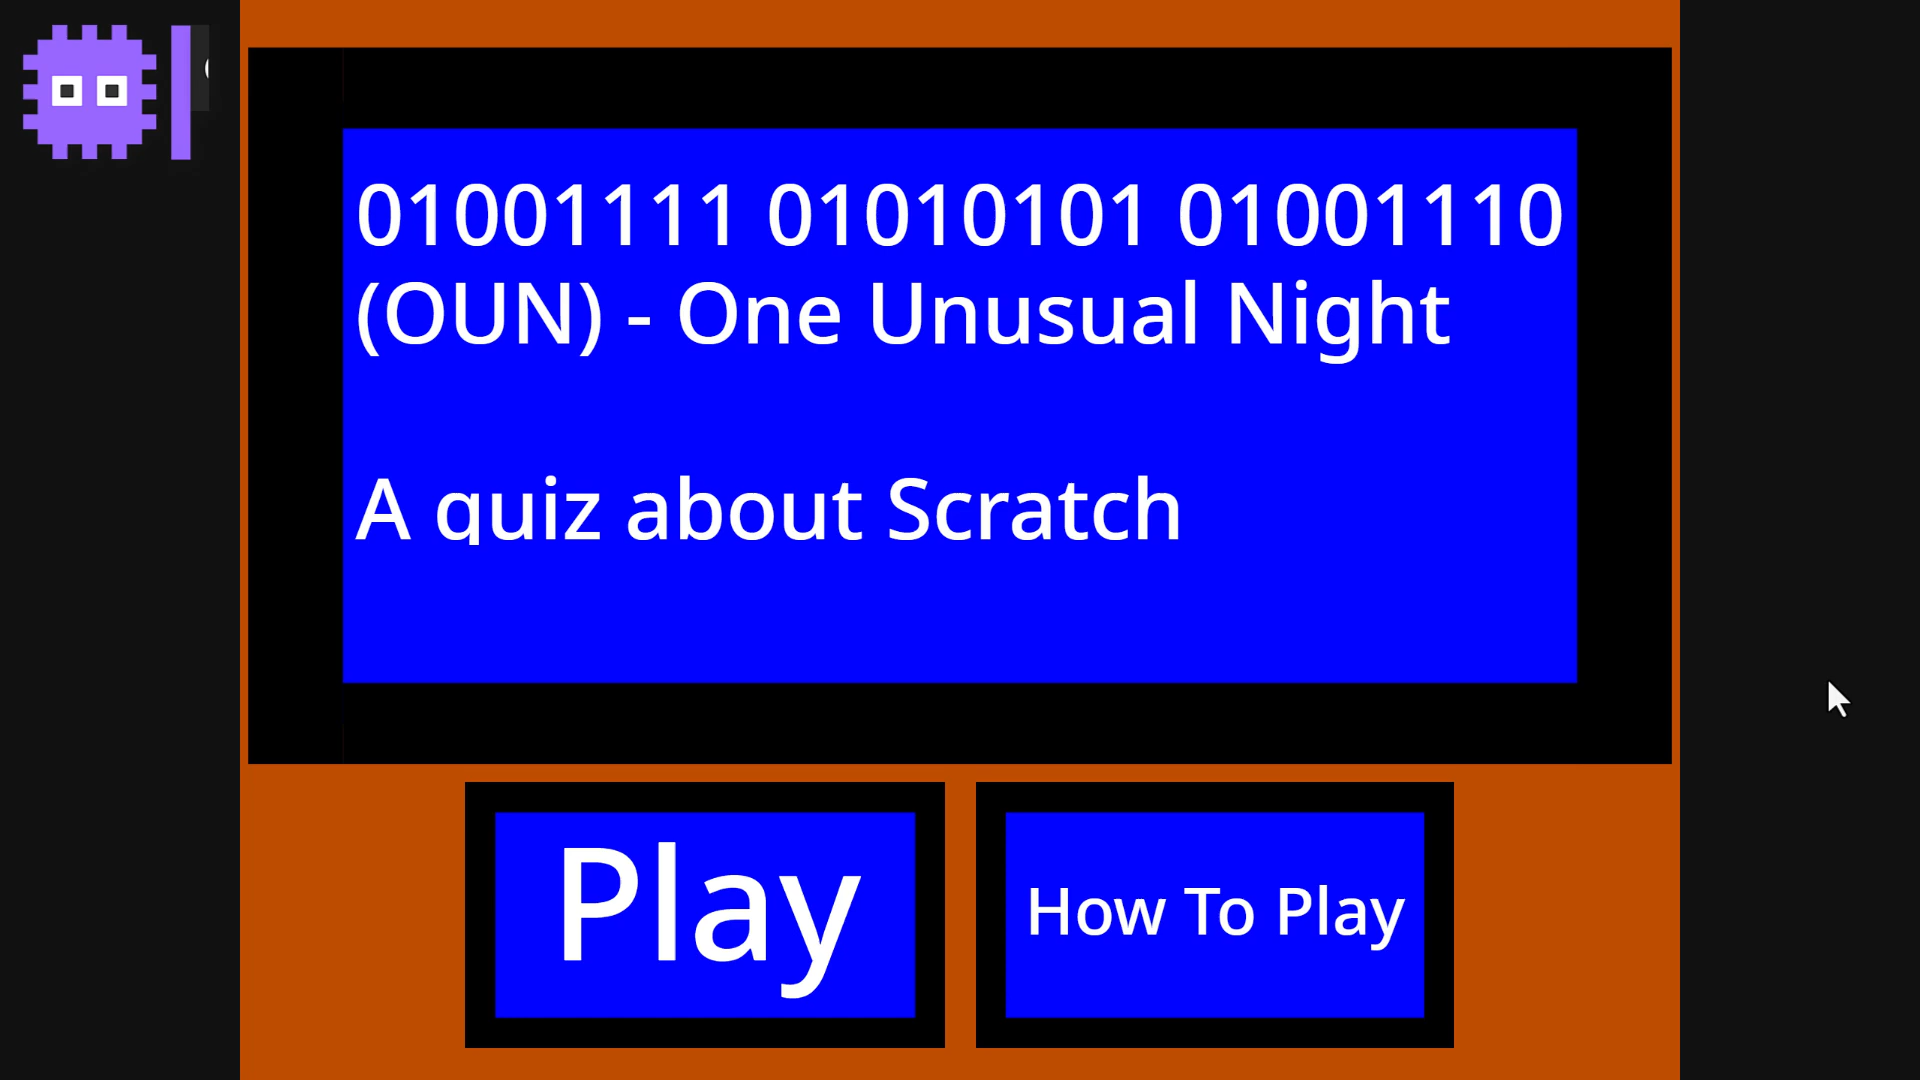 01001111 01010101 01001110
(OUN) - One Unusual Night
A quiz about Scratch
Play
How To Play